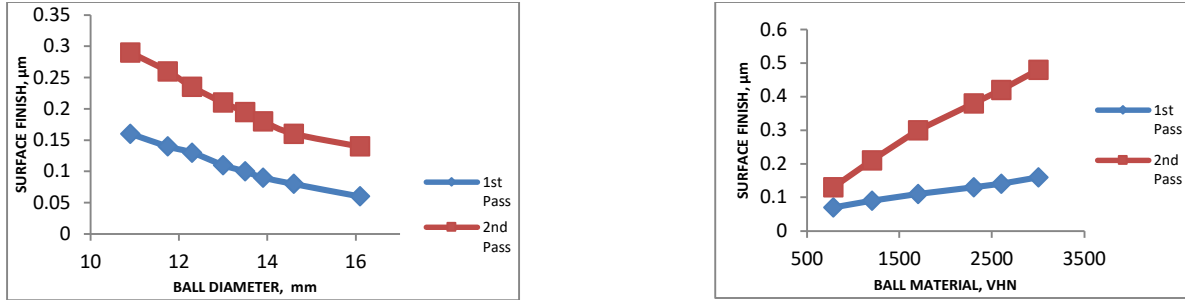 SURFACE FINISH, µm
0.35
0.3
0.25
0.2
0.15
0.1
0.05
0
10 12 14 16
BALL DIAMETER, mm
1st
Pass
2nd
Pass
SURFACE FINISH, µm
0.6
0.5
0.4
0.3
0.2
0.1
0
500 1500 2500 3500
BALL MATERIAL, VHN
1st
Pass
2nd
Pass